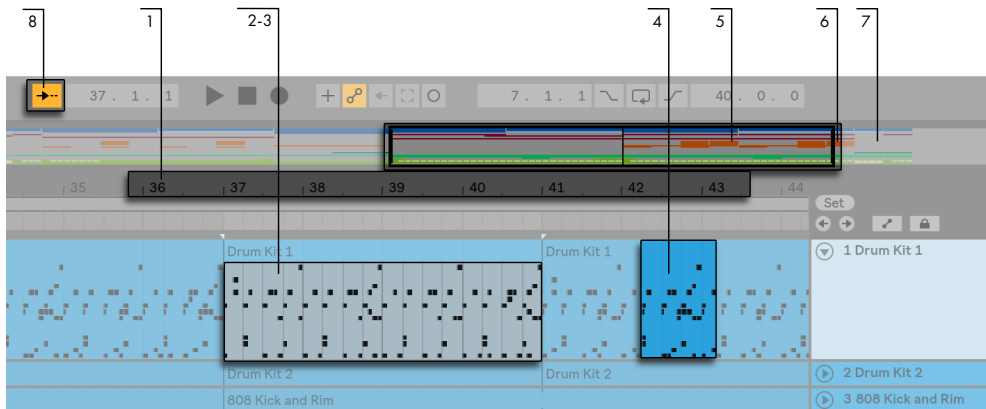 8 1 2-3 4 5 6 7
37. 1. 1 7. 1. 1 40. 0. 0
35 36 37 38 39 40 41 42 43 44
Set
Drum Kit 1 Drum Kit 1 1 Drum Kit 1
Drum Kit 2 Drum Kit 2 2 Drum Kit 2
808 Kick and Rim 3 808 Kick and Rim